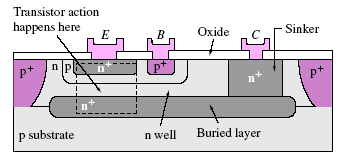 Transistor action
happens here
E
B
Oxide
C
Sinker
p+
n
p
n+
p+
n+
p+
n+
p substrate
n well
Buried layer